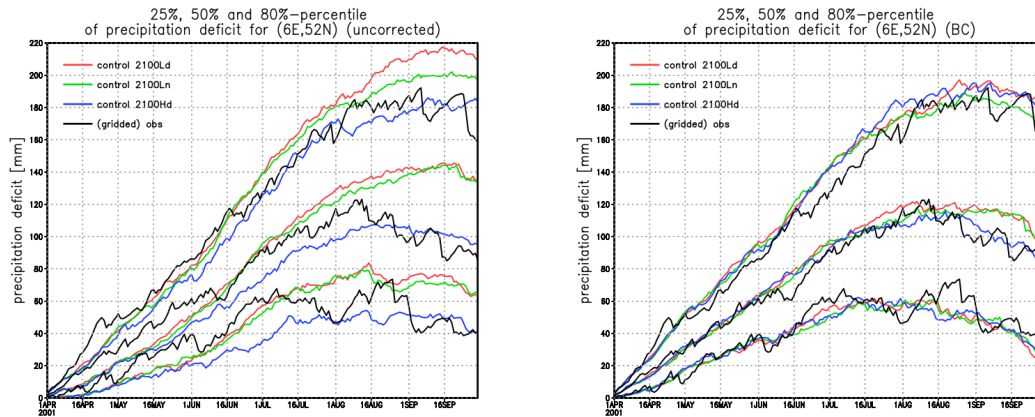 25%, 50% and 80%-percentile
of precipitation deficit for (6E,52N) (uncorrected)
precipitation deficit [mm]
220
200
180
160
140
120
100
80
60
40
20
0
control 2100Ld
control 2100Ln
control 2100Hd
(gridded) obs
1APR 16APR 1MAY 16MAY 1JUN 16JUN 1JUL 16JUL 1AUG 16AUG 1SEP 16SEP
2001
25%, 50% and 80%-percentile
of precipitation deficit for (6E,52N) (BC)
precipitation deficit [mm]
220
200
180
160
140
120
100
80
60
40
20
0
control 2100Ld
control 2100Ln
control 2100Hd
(gridded) obs
1APR 16APR 1MAY 16MAY 1JUN 16JUN 1JUL 16JUL 1AUG 16AUG 1SEP 16SEP
2001